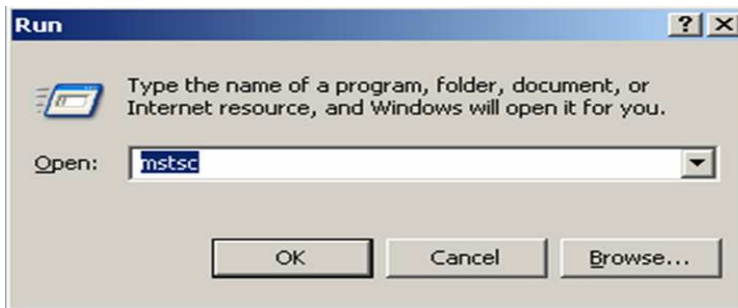 Run
Type the name of a program, folder, document, or
Internet resource, and Windows will open it for you.
Open: mstsc
OK Cancel Browse...